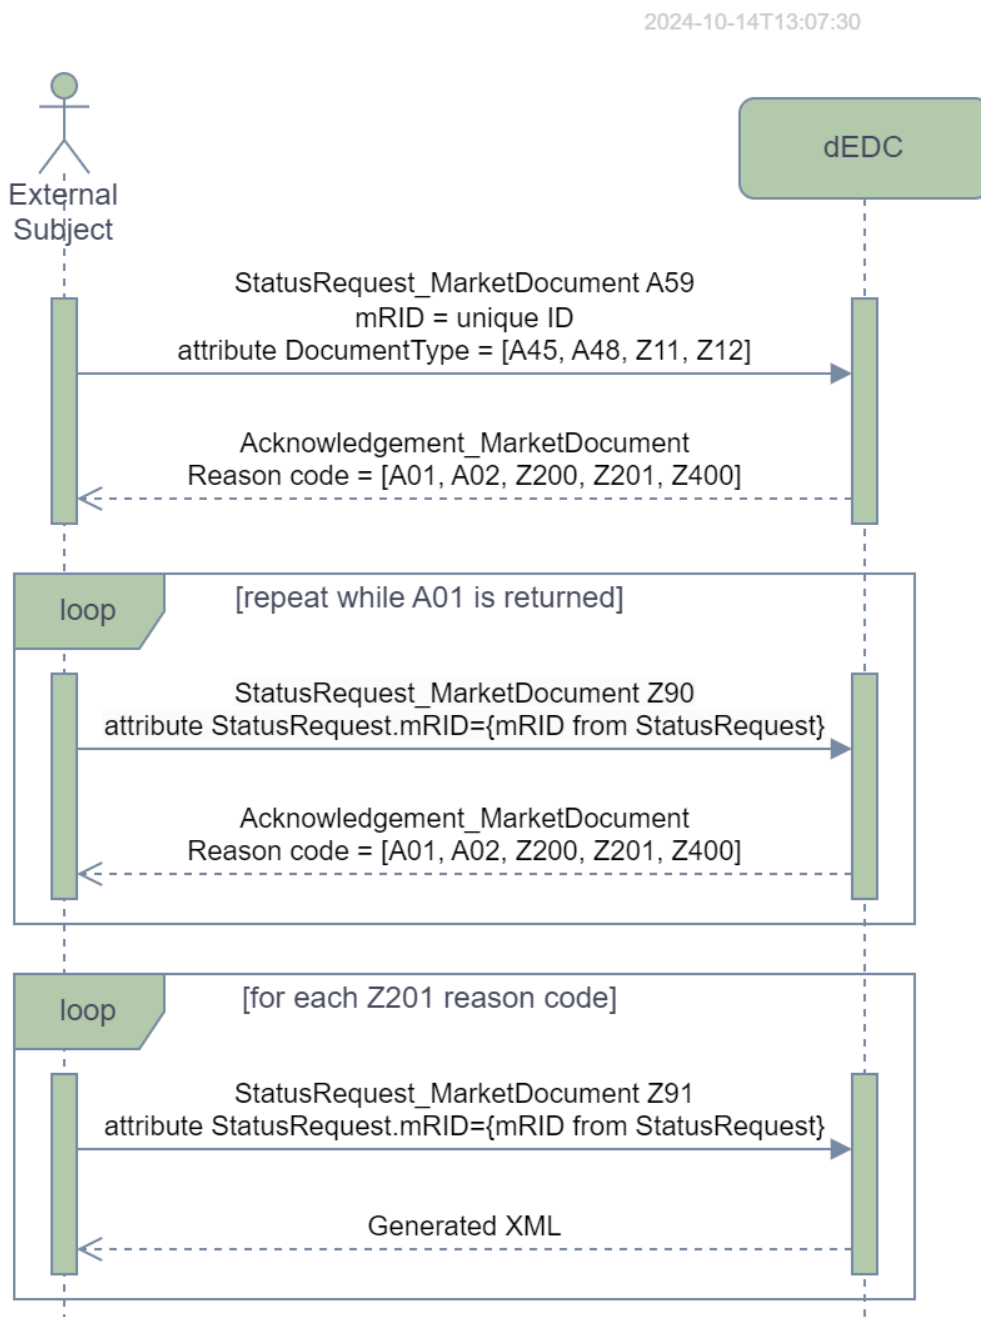 2024-10-14T13:07:30
dEDC
External
Subject
StatusRequest_MarketDocument A59
mRID = unique ID
attribute DocumentType = [A45, A48, Z11, Z12]
Acknowledgement_MarketDocument
Reason code = [A01, A02, Z200, Z201, Z400]
loop
[repeat while A01 is returned]
StatusRequest_MarketDocument Z90
attribute StatusRequest.mRID={mRID from StatusRequest}
Acknowledgement_MarketDocument
Reason code = [A01, A02, Z200, Z201, Z400]
loop
[for each Z201 reason code]
StatusRequest_MarketDocument Z91
attribute StatusRequest.mRID={mRID from StatusRequest}
Generated XML